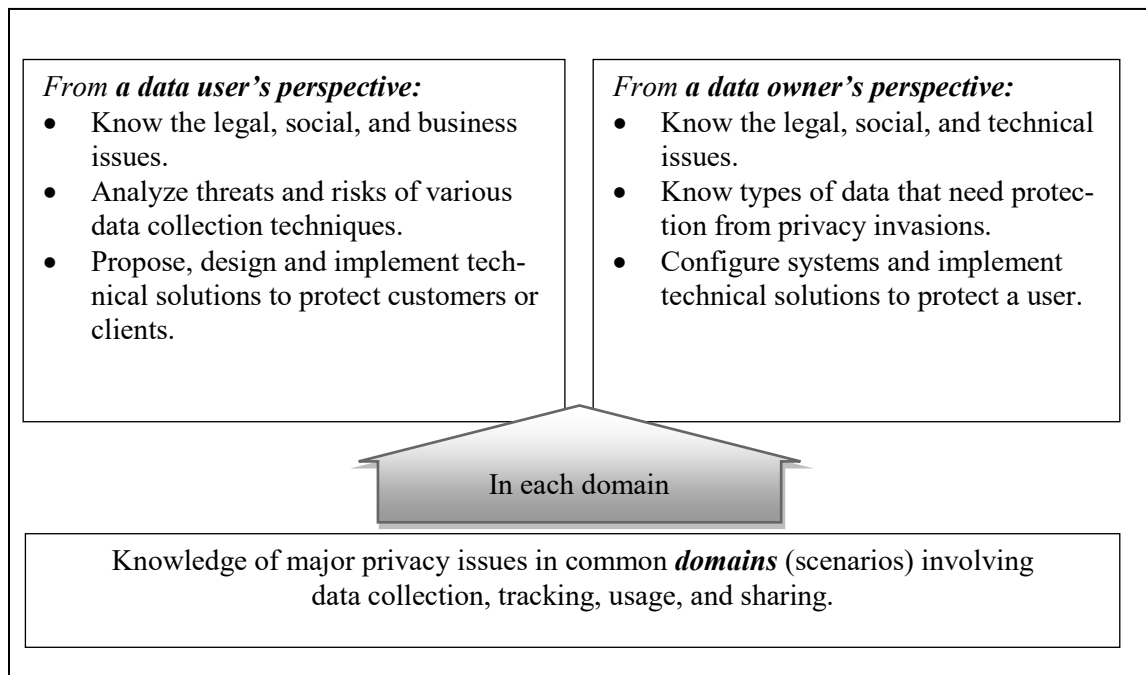 From a data user’s perspective:
• Know the legal, social, and business
issues.
• Analyze threats and risks of various
data collection techniques.
• Propose, design and implement tech-
nical solutions to protect customers or
clients.
From a data owner’s perspective:
• Know the legal, social, and technical
issues.
• Know types of data that need protec-
tion from privacy invasions.
• Configure systems and implement
technical solutions to protect a user.
In each domain
Knowledge of major privacy issues in common domains (scenarios) involving
data collection, tracking, usage, and sharing.